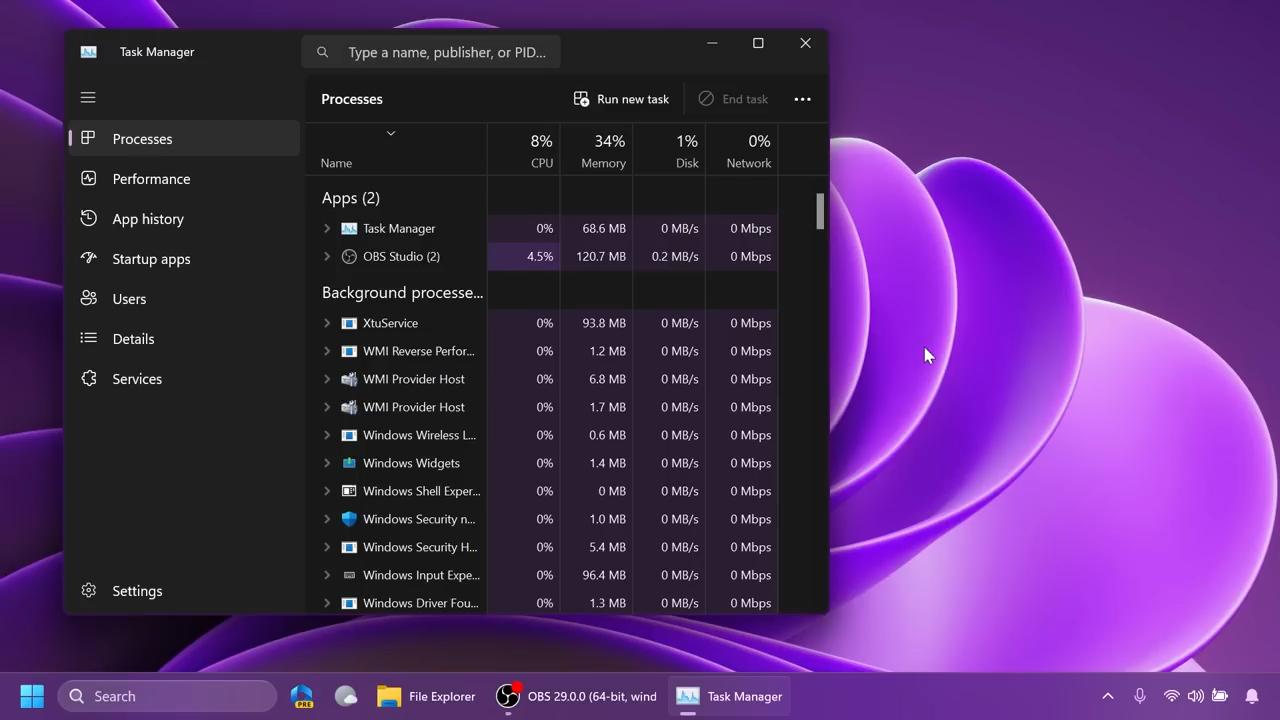 Task Manager
Type a name, publisher, or PID...
Processes
Run new task
End task
Processes
Performance
App history
Startup apps
Users
Details
Services
Settings
Name 8% CPU 34% Memory 1% Disk 0% Network
Apps (2)
Task Manager 0% 68.6 MB 0 MB/s 0 Mbps
OBS Studio (2) 4.5% 120.7 MB 0.2 MB/s 0 Mbps
Background processe...
XtuService 0% 93.8 MB 0 MB/s 0 Mbps
WMI Reverse Perfor... 0% 1.2 MB 0 MB/s 0 Mbps
WMI Provider Host 0% 6.8 MB 0 MB/s 0 Mbps
WMI Provider Host 0% 1.7 MB 0 MB/s 0 Mbps
Windows Wireless L... 0% 0.6 MB 0 MB/s 0 Mbps
Windows Widgets 0% 1.4 MB 0 MB/s 0 Mbps
Windows Shell Exper... 0% 0 MB 0 MB/s 0 Mbps
Windows Security n... 0% 1.0 MB 0 MB/s 0 Mbps
Windows Security H... 0% 5.4 MB 0 MB/s 0 Mbps
Windows Input Expe... 0% 96.4 MB 0 MB/s 0 Mbps
Windows Driver Fou... 0% 1.3 MB 0 MB/s 0 Mbps
Search
PRE
File Explorer
OBS 29.0.0 (64-bit, wind
Task Manager